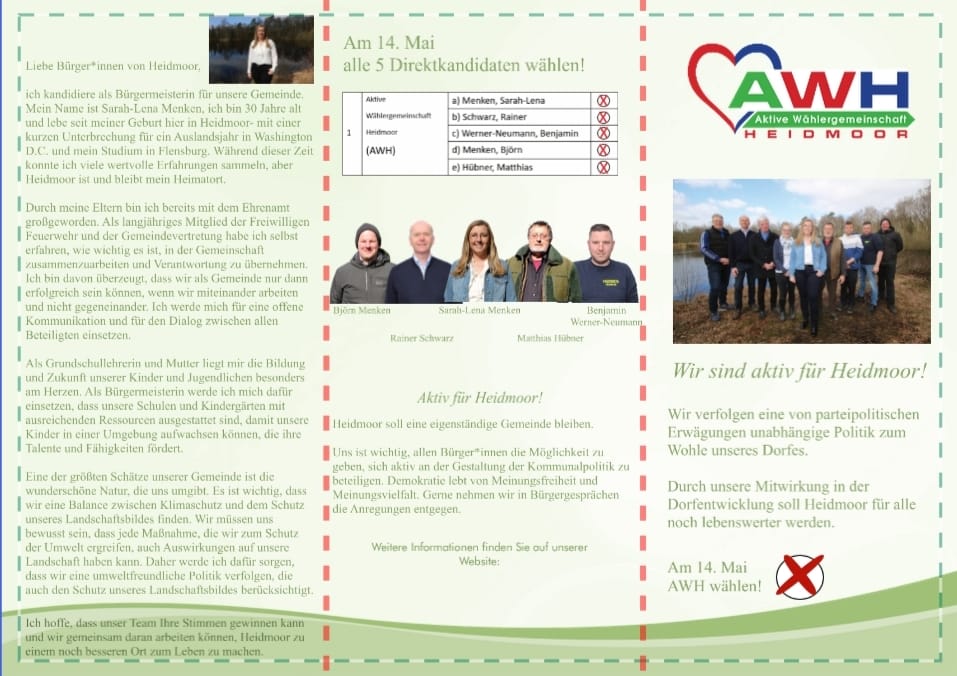 Liebe Bürger*innen von Heidmoor,
ich kandidiere als Bürgermeisterin für unsere Gemeinde.
Mein Name ist Sarah-Lena Menken, ich bin 30 Jahre alt
und lebe seit meiner Geburt hier in Heidmoor- mit einer
kurzen Unterbrechung für ein Auslandsjahr in Washington
D.C. und mein Studium in Flensburg. Während dieser Zeit
konnte ich viele wertvolle Erfahrungen sammeln, aber
Heidmoor ist und bleibt mein Heimatort.
Durch meine Eltern bin ich bereits mit dem Ehrenamt
großgeworden. Als langjähriges Mitglied der Freiwilligen
Feuerwehr und der Gemeindevertretung habe ich selbst
erfahren, wie wichtig es ist, in der Gemeinschaft
zusammenzuarbeiten und Verantwortung zu übernehmen.
Ich bin davon überzeugt, dass wir als Gemeinde nur dann
erfolgreich sein können, wenn wir miteinander arbeiten
und nicht gegeneinander. Ich werde mich für eine offene
Kommunikation und für den Dialog zwischen allen
Beteiligten einsetzen.
Als Grundschullehrerin und Mutter liegt mir die Bildung
und Zukunft unserer Kinder und Jugendlichen besonders
am Herzen. Als Bürgermeisterin werde ich mich dafür
einsetzen, dass unsere Schulen und Kindergärten mit
ausreichenden Ressourcen ausgestattet sind, damit unsere
Kinder in einer Umgebung aufwachsen können, die ihre
Talente und Fähigkeiten fördert.
Eine der größten Schätze unserer Gemeinde ist die
wunderschöne Natur, die uns umgibt. Es ist wichtig, dass
wir eine Balance zwischen Klimaschutz und dem Schutz
unseres Landschaftsbildes finden. Wir müssen uns
bewusst sein, dass jede Maßnahme, die wir zum Schutz
der Umwelt ergreifen, auch Auswirkungen auf unsere
Landschaft haben kann. Daher werde ich dafür sorgen,
dass wir eine umweltfreundliche Politik verfolgen, die
auch den Schutz unseres Landschaftsbildes berücksichtigt.
Ich hoffe, dass unser Team Ihre Stimmen gewinnen kann
und wir gemeinsam daran arbeiten können, Heidmoor zu
einem noch besseren Ort zum Leben zu machen.
Am 14. Mai
alle 5 Direktkandidaten wählen!
1
Aktive
Wählergemeinschaft
Heidmoor
(AWH)
a) Menken, Sarah-Lena
b) Schwarz, Rainer
c) Werner-Neumann, Benjamin
d) Menken, Björn
e) Hübner, Matthias
Björn Menken
Rainer Schwarz
Sarah-Lena Menken
Matthias Hübner
Benjamin
Werner-Neumann
Aktiv für Heidmoor!
Heidmoor soll eine eigenständige Gemeinde bleiben.
Uns ist wichtig, allen Bürger*innen die Möglichkeit zu
geben, sich aktiv an der Gestaltung der Kommunalpolitik zu
beteiligen. Demokratie lebt von Meinungsfreiheit und
Meinungsvielfalt. Gerne nehmen wir in Bürgergesprächen
die Anregungen entgegen.
Weitere Informationen finden Sie auf unserer
Website:
AWH
Aktive Wählergemeinschaft
HEIDMOOR
Wir sind aktiv für Heidmoor!
Wir verfolgen eine von parteipolitischen
Erwägungen unabhängige Politik zum
Wohle unseres Dorfes.
Durch unsere Mitwirkung in der
Dorfentwicklung soll Heidmoor für alle
noch lebenswerter werden.
Am 14. Mai
AWH wählen!